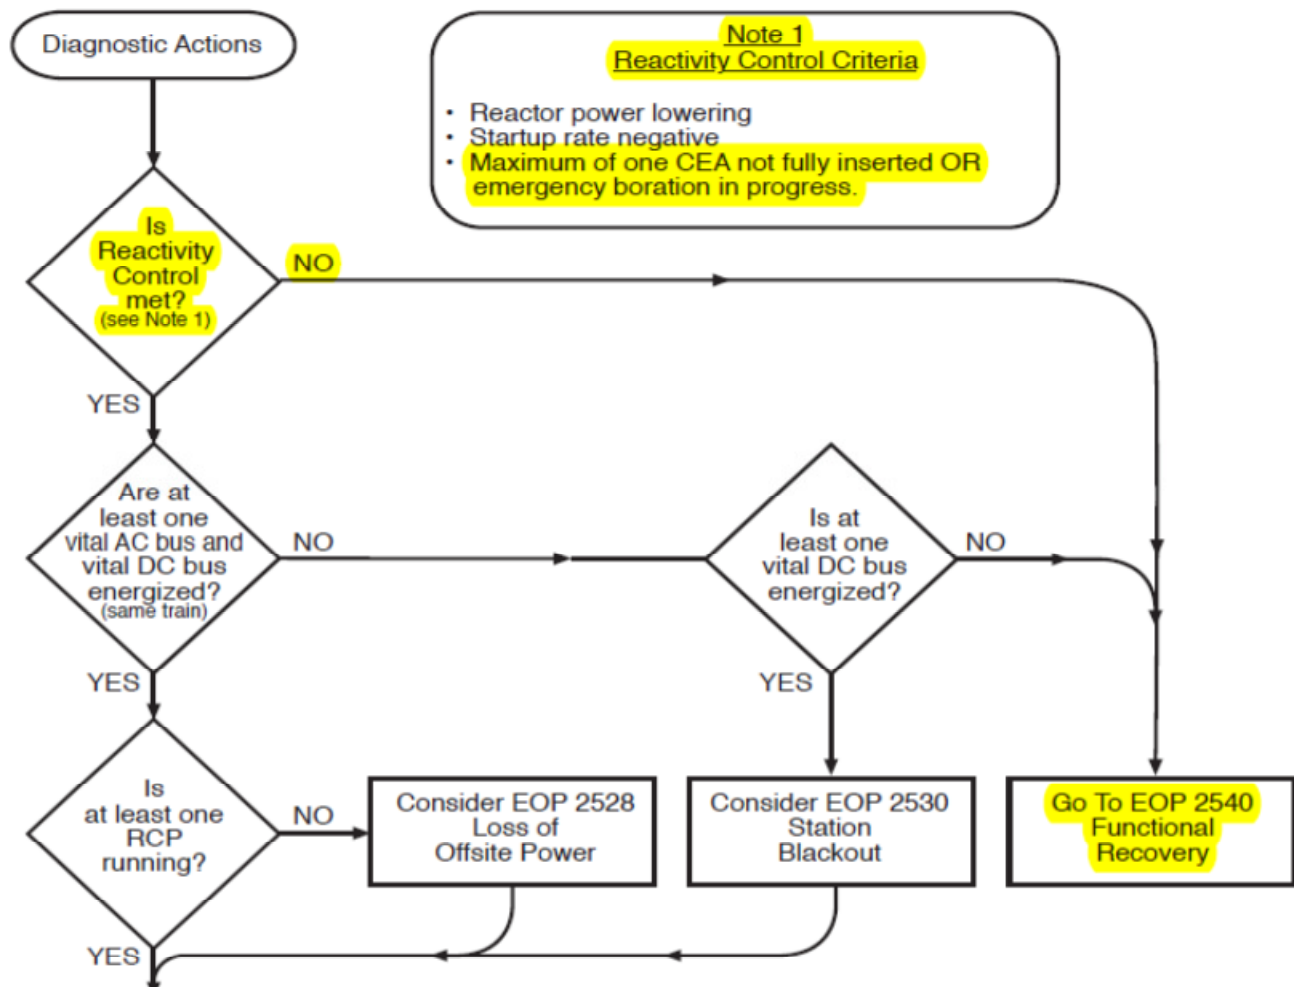 Diagnostic Actions
Note 1
Reactivity Control Criteria
• Reactor power lowering
• Startup rate negative
• Maximum of one CEA not fully inserted OR
emergency boration in progress.
Is
Reactivity
Control
met?
(see Note 1)
NO
YES
Are at
least one
vital AC bus and
vital DC bus
energized?
(same train)
NO
Is at
least one
vital DC bus
energized?
NO
YES
YES
Is
at least one
RCP
running?
NO
Consider EOP 2528
Loss of
Offsite Power
Consider EOP 2530
Station
Blackout
Go To EOP 2540
Functional
Recovery
YES